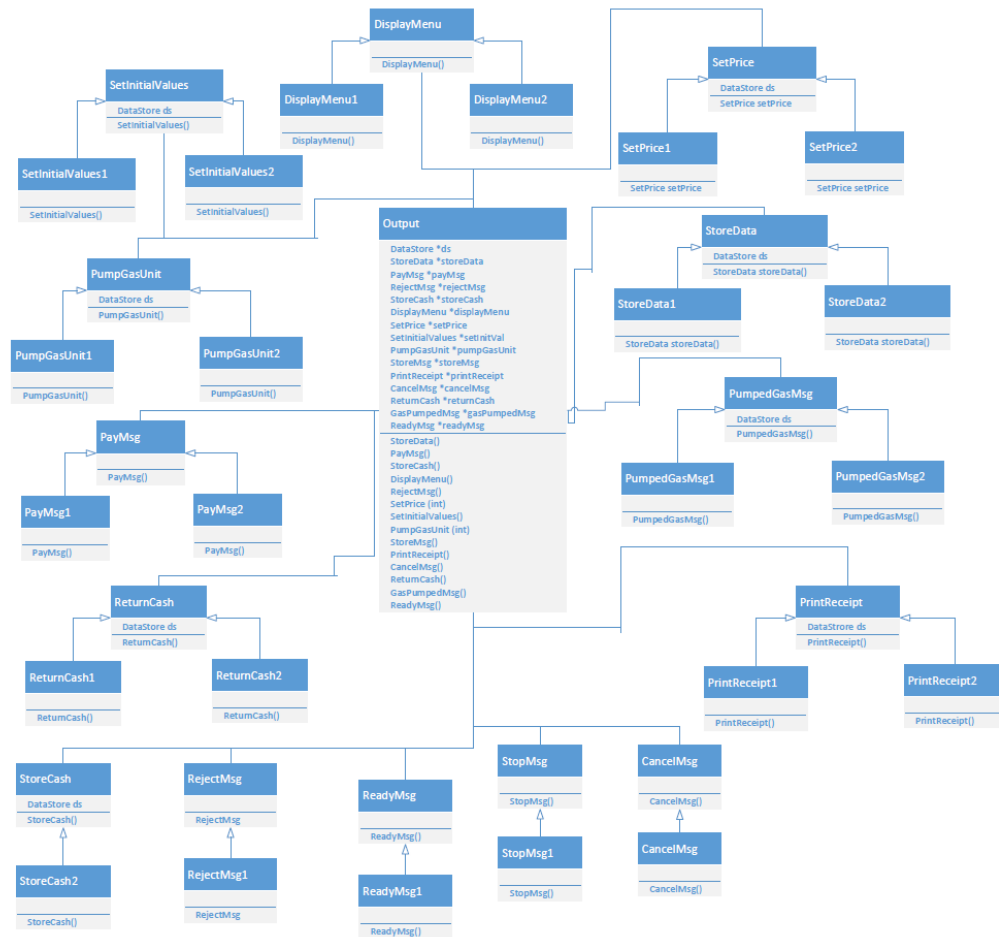 DisplayMenu
DisplayMenu()
DisplayMenu1
DisplayMenu()
DisplayMenu2
DisplayMenu()
SetPrice
DataStore ds
SetPrice setPrice
SetPrice1
SetPrice setPrice
SetPrice2
SetPrice setPrice
SetInitialValues
DataStore ds
SetInitialValues()
SetInitialValues1
SetInitialValues()
SetInitialValues2
SetInitialValues()
Output
DataStore *ds
StoreData *storeData
PayMsg *payMsg
RejectMsg *rejectMsg
StoreCash *storeCash
DisplayMenu *displayMenu
SetPrice *setPrice
SetInitialValues *setInitVal
PumpGasUnit *pumpGasUnit
StoreMsg *storeMsg
PrintReceipt *printReceipt
CancelMsg *cancelMsg
ReturnCash *returnCash
GasPumpedMsg *gasPumpedMsg
ReadyMsg *readyMsg
StoreData()
PayMsg()
StoreCash()
DisplayMenu()
RejectMsg()
SetPrice (int)
SetInitialValues()
PumpGasUnit (int)
StoreMsg()
PrintReceipt()
CancelMsg()
ReturnCash()
GasPumpedMsg()
ReadyMsg()
StoreData
DataStore ds
StoreData storeData()
StoreData1
StoreData storeData()
StoreData2
StoreData storeData()
PumpGasUnit
DataStore ds
PumpGasUnit()
PumpGasUnit1
PumpGasUnit()
PumpGasUnit2
PumpGasUnit()
PumpedGasMsg
DataStore ds
PumpedGasMsg()
PumpedGasMsg1
PumpedGasMsg()
PumpedGasMsg2
PumpedGasMsg()
PayMsg
PayMsg()
PayMsg1
PayMsg()
PayMsg2
PayMsg()
ReturnCash
DataStore ds
ReturnCash()
ReturnCash1
ReturnCash()
ReturnCash2
ReturnCash()
PrintReceipt
DataStrore ds
PrintReceipt()
PrintReceipt1
PrintReceipt()
PrintReceipt2
PrintReceipt()
StoreCash
DataStore ds
StoreCash()
StoreCash2
StoreCash()
RejectMsg
RejectMsg
RejectMsg1
RejectMsg
ReadyMsg
ReadyMsg()
ReadyMsg1
ReadyMsg()
StopMsg
StopMsg()
StopMsg1
StopMsg()
CancelMsg
CancelMsg()
CancelMsg
CancelMsg()